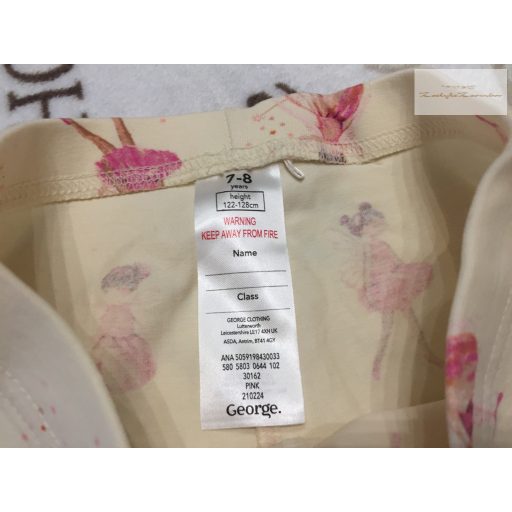 OH
7-8
years
height
122-128cm
WARNING
KEEP AWAY FROM FIRE
Name
Class
GEORGE CLOTHING
Lutterworth
Leicestershire LE17 4XN UK
ASDA, Antrim, BT41 4GY
ANA 5059198430033
580 5803 0644 102
30162
PINK
210224
George.